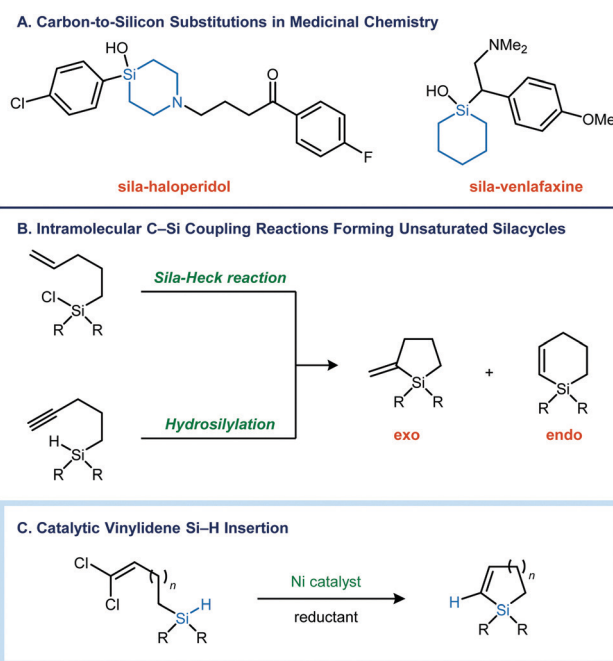 A. Carbon-to-Silicon Substitutions in Medicinal Chemistry
HO
Si
Cl
N
O
F
sila-haloperidol
NMe2
HO
Si
OMe
sila-venlafaxine
B. Intramolecular C–Si Coupling Reactions Forming Unsaturated Silacycles
Cl
Si
R R
Sila-Heck reaction
H
Si
R R
Hydrosilylation
Si
R R
exo
+
Si
R R
endo
C. Catalytic Vinylidene Si–H Insertion
Cl
Cl
( )n
H
Si
R R
Ni catalyst
reductant
( )n
H
Si
R R